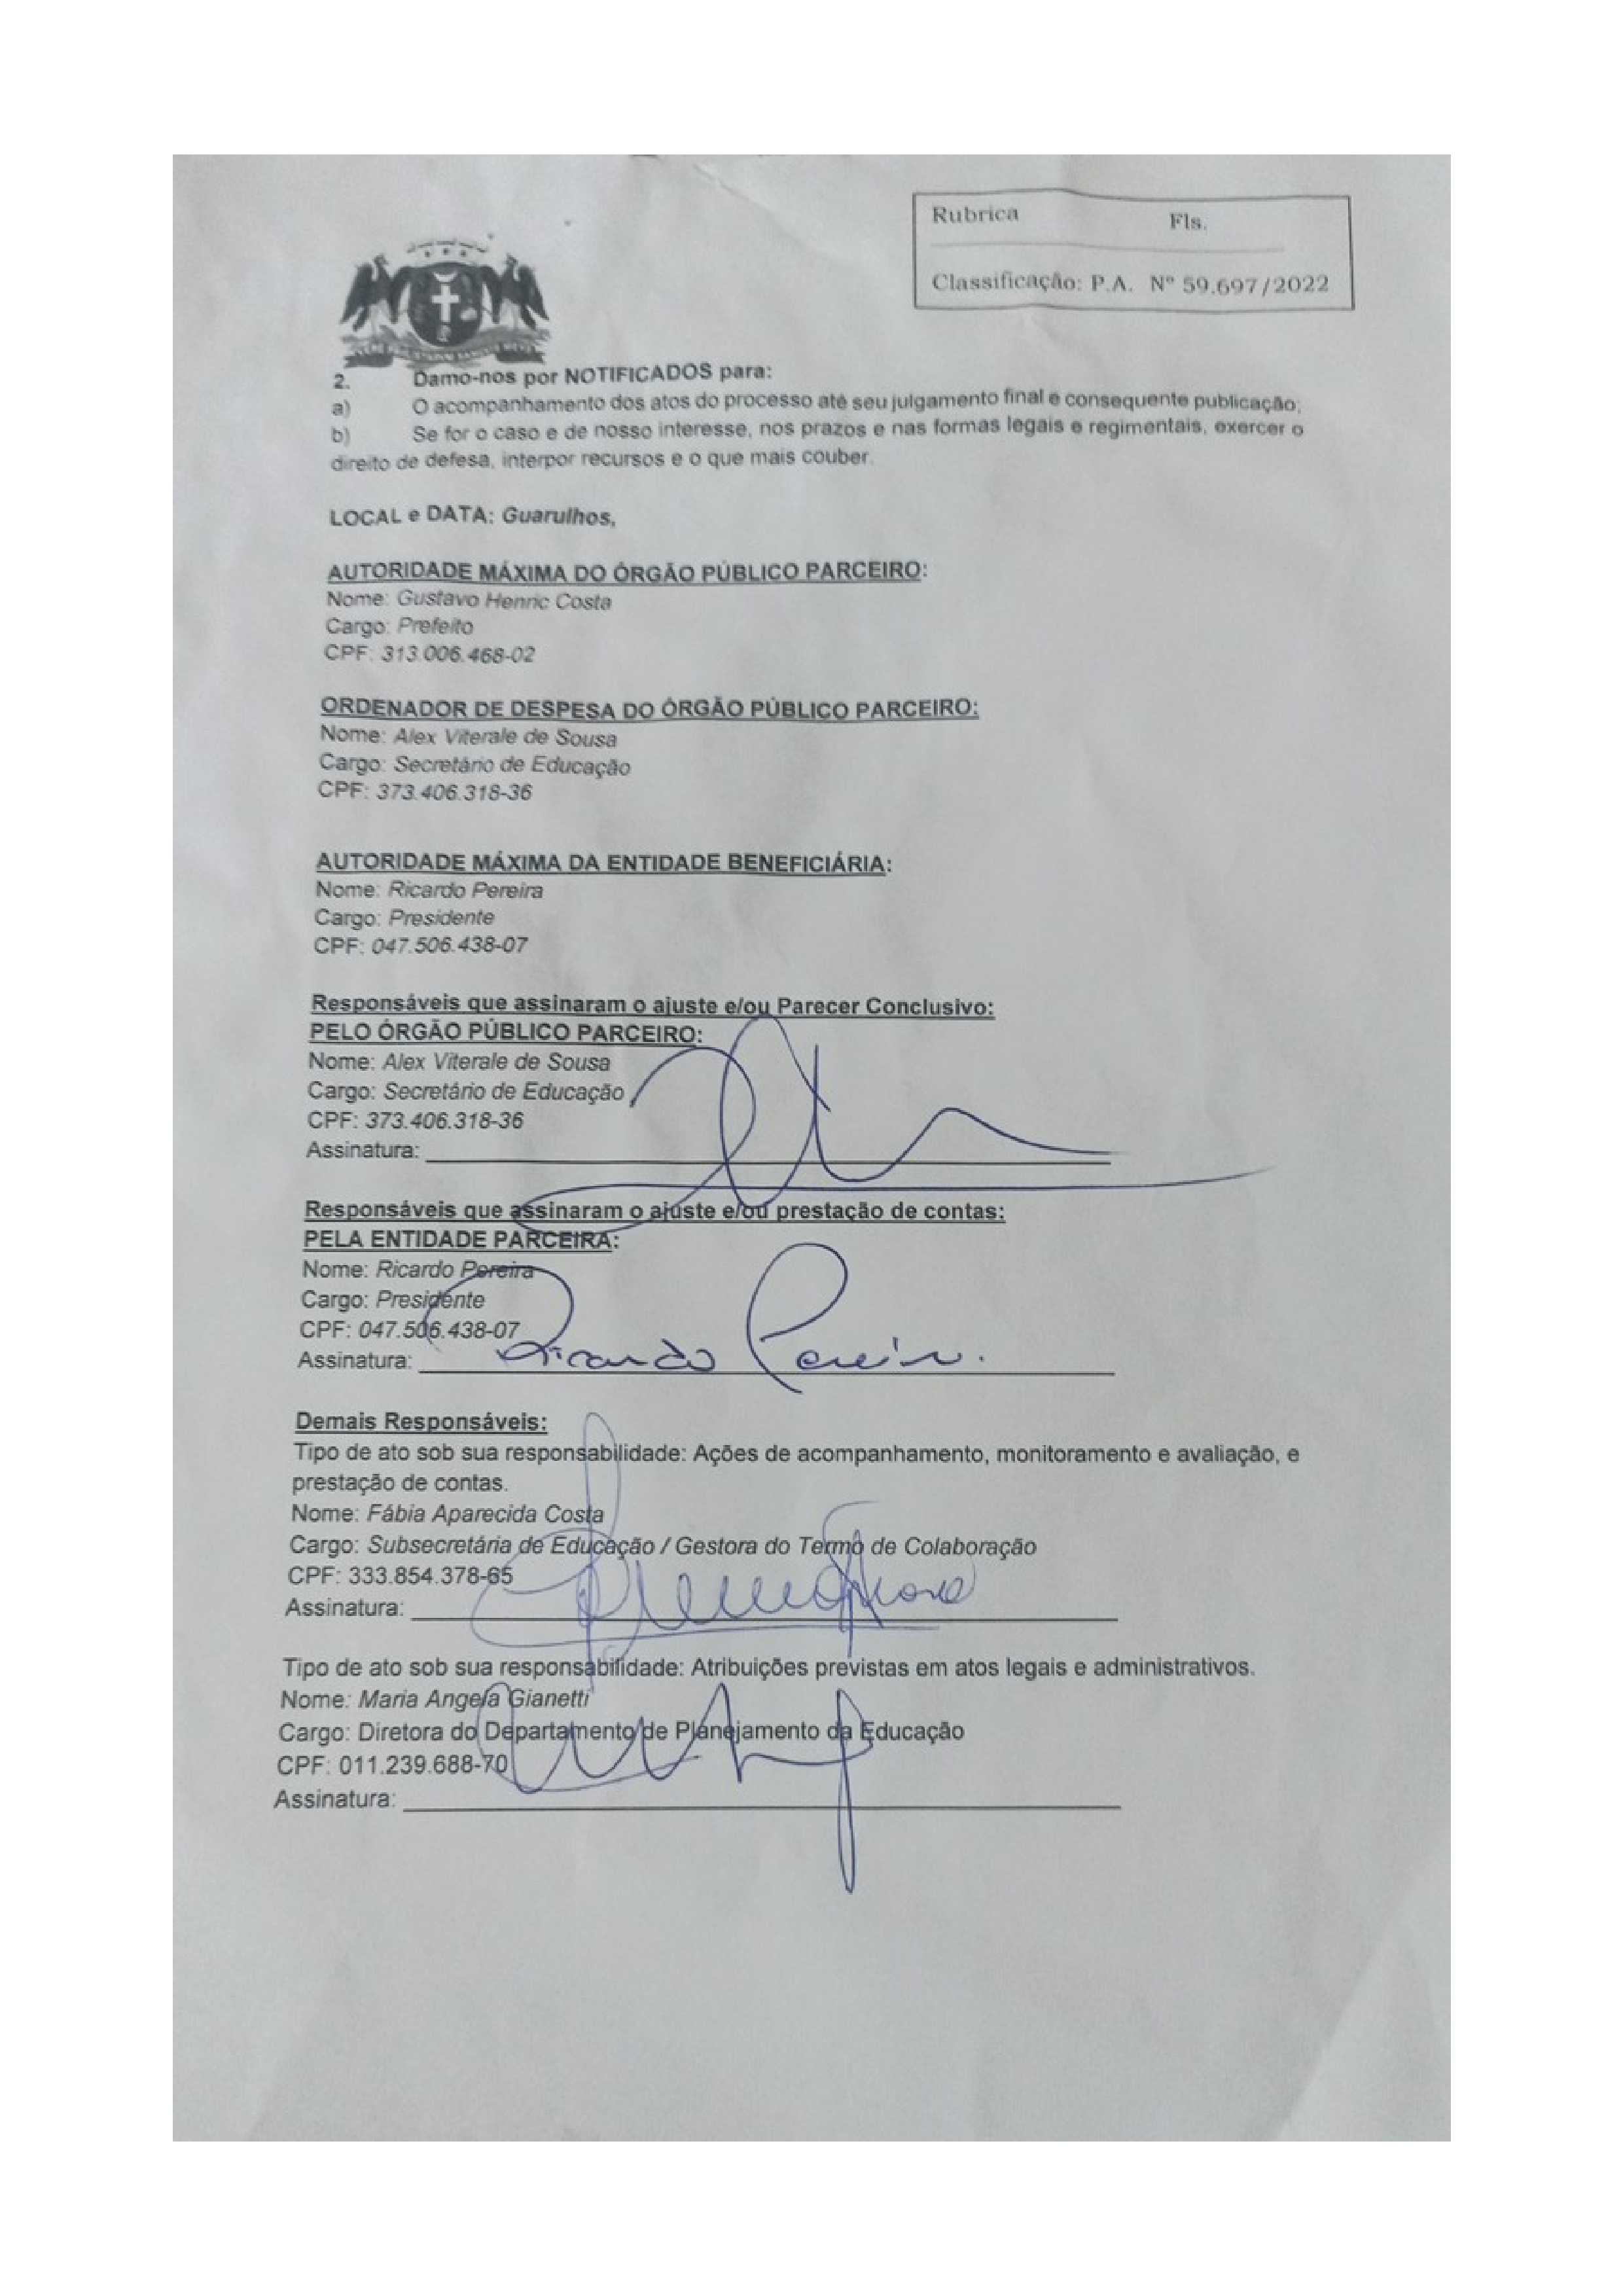 Rubrica Fls.
Classificação: P.A. Nº 59.697/2022
2. Damo-nos por NOTIFICADOS para:
a) O acompanhamento dos atos do processo até seu julgamento final e consequente publicação;
b) Se for o caso e de nosso interesse, nos prazos e nas formas legais e regimentais, exercer o
direito de defesa, interpor recursos e o que mais couber.
LOCAL e DATA: Guarulhos,
AUTORIDADE MÁXIMA DO ÓRGÃO PÚBLICO PARCEIRO:
Nome: Gustavo Henric Costa
Cargo: Prefeito
CPF: 313.006.468-02
ORDENADOR DE DESPESA DO ÓRGÃO PÚBLICO PARCEIRO:
Nome: Alex Viterale de Sousa
Cargo: Secretário de Educação
CPF: 373.406.318-36
AUTORIDADE MÁXIMA DA ENTIDADE BENEFICIÁRIA:
Nome: Ricardo Pereira
Cargo: Presidente
CPF: 047.506.438-07
Responsáveis que assinaram o ajuste e/ou Parecer Conclusivo:
PELO ÓRGÃO PÚBLICO PARCEIRO:
Nome: Alex Viterale de Sousa
Cargo: Secretário de Educação
CPF: 373.406.318-36
Assinatura:
Responsáveis que assinaram o ajuste e/ou prestação de contas:
PELA ENTIDADE PARCEIRA:
Nome: Ricardo Pereira
Cargo: Presidente
CPF: 047.506.438-07
Assinatura: Ricardo Pereira.
Demais Responsáveis:
Tipo de ato sob sua responsabilidade: Ações de acompanhamento, monitoramento e avaliação, e
prestação de contas.
Nome: Fábia Aparecida Costa
Cargo: Subsecretária de Educação / Gestora do Termo de Colaboração
CPF: 333.854.378-65
Assinatura:
Tipo de ato sob sua responsabilidade: Atribuições previstas em atos legais e administrativos.
Nome: Maria Angela Gianetti
Cargo: Diretora do Departamento de Planejamento da Educação
CPF: 011.239.688-70
Assinatura: